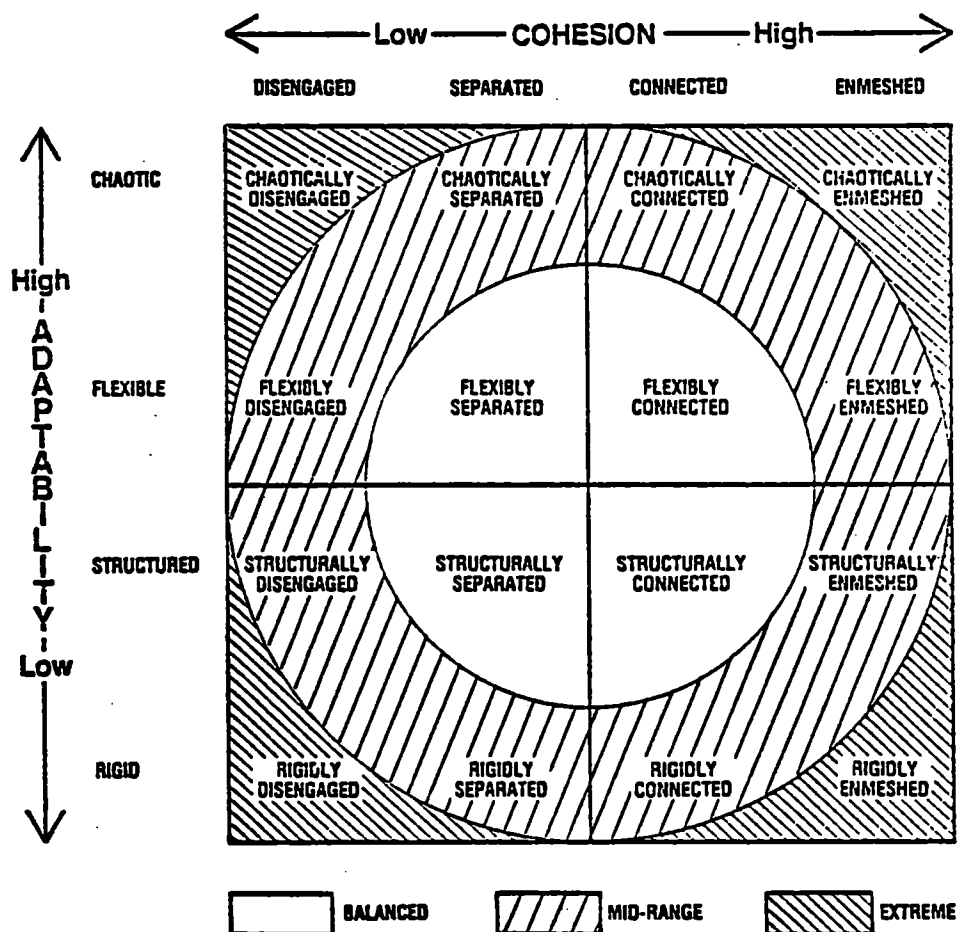 Low COHESION High
DISENGAGED SEPARATED CONNECTED ENMESHED
CHAOTIC
CHAOTICALLY DISENGAGED
CHAOTICALLY SEPARATED
CHAOTICALLY CONNECTED
CHAOTICALLY ENMESHED
High
ADAPTABILITY
Low
FLEXIBLE
FLEXIBLY DISENGAGED
FLEXIBLY SEPARATED
FLEXIBLY CONNECTED
FLEXIBLY ENMESHED
STRUCTURED
STRUCTURALLY DISENGAGED
STRUCTURALLY SEPARATED
STRUCTURALLY CONNECTED
STRUCTURALLY ENMESHED
RIGID
RIGIDLY DISENGAGED
RIGIDLY SEPARATED
RIGIDLY CONNECTED
RIGIDLY ENMESHED
BALANCED MID-RANGE EXTREME